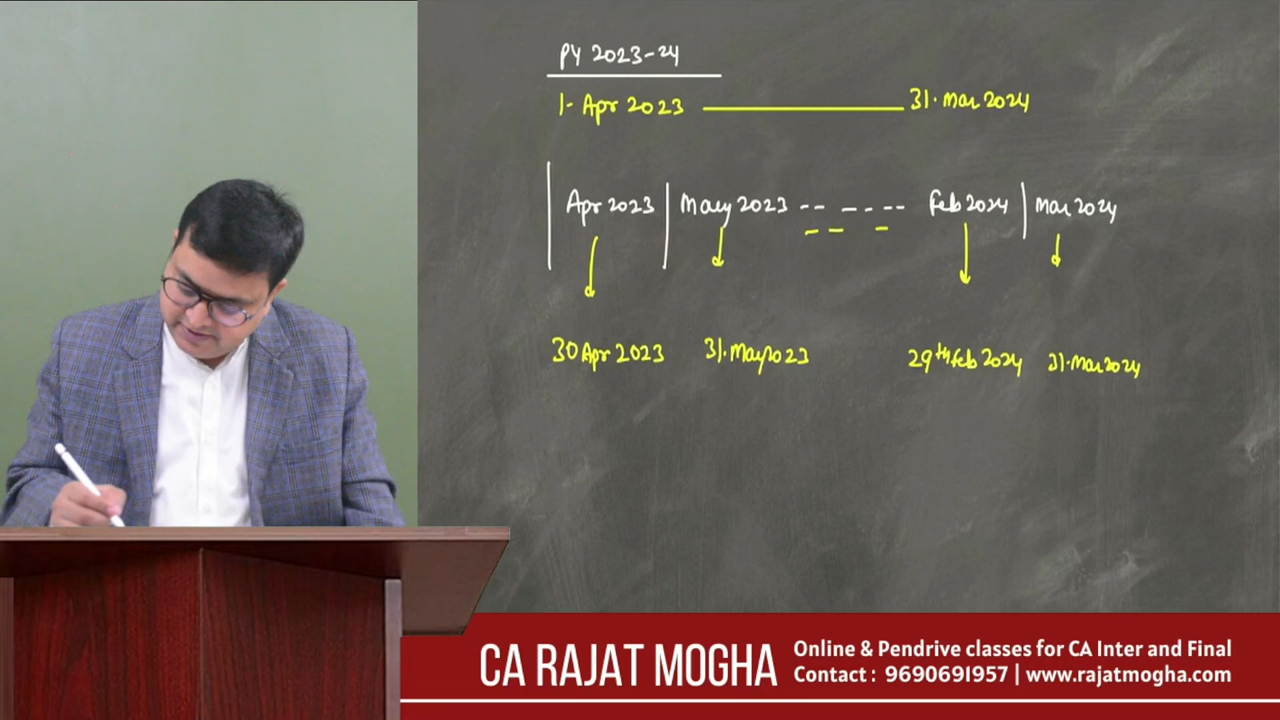 PY 2023-24
1- Apr 2023 31. Mar 2024
Apr 2023 May 2023 -- - - -- Feb 2024 Mar 2024
30 Apr 2023 31. May 2023 29th Feb 2024 31. Mar 2024
CA RAJAT MOGHA
Online & Pendrive classes for CA Inter and Final
Contact : 9690691957 | www.rajatmogha.com